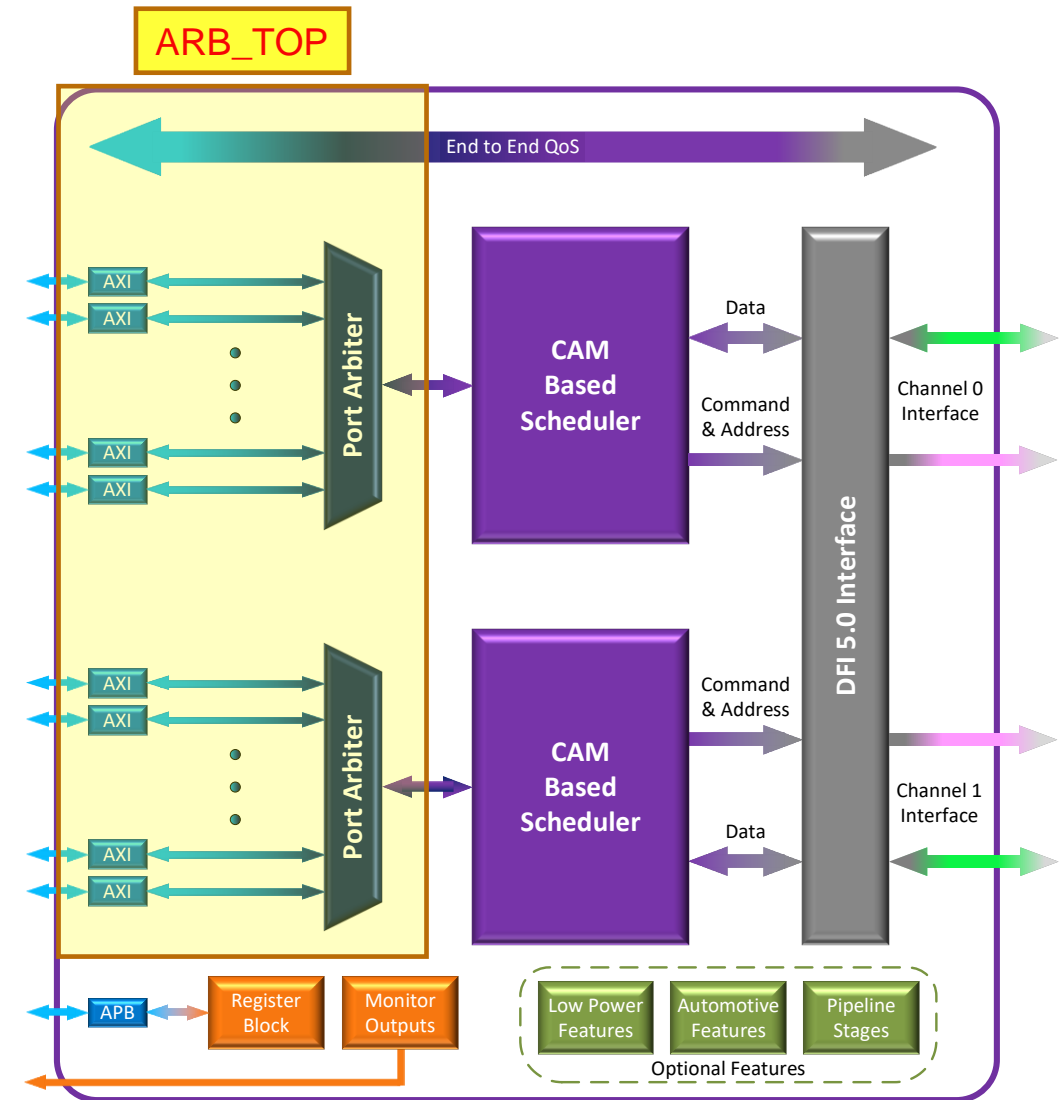 ARB_TOP
End to End QoS
AXI
AXI
AXI
AXI
Port Arbiter
CAM
Based
Scheduler
Data
Command
& Address
DFI 5.0 Interface
Channel 0
Interface
AXI
AXI
AXI
AXI
Port Arbiter
CAM
Based
Scheduler
Command
& Address
Data
Channel 1
Interface
APB
Register
Block
Monitor
Outputs
Low Power
Features
Automotive
Features
Pipeline
Stages
Optional Features